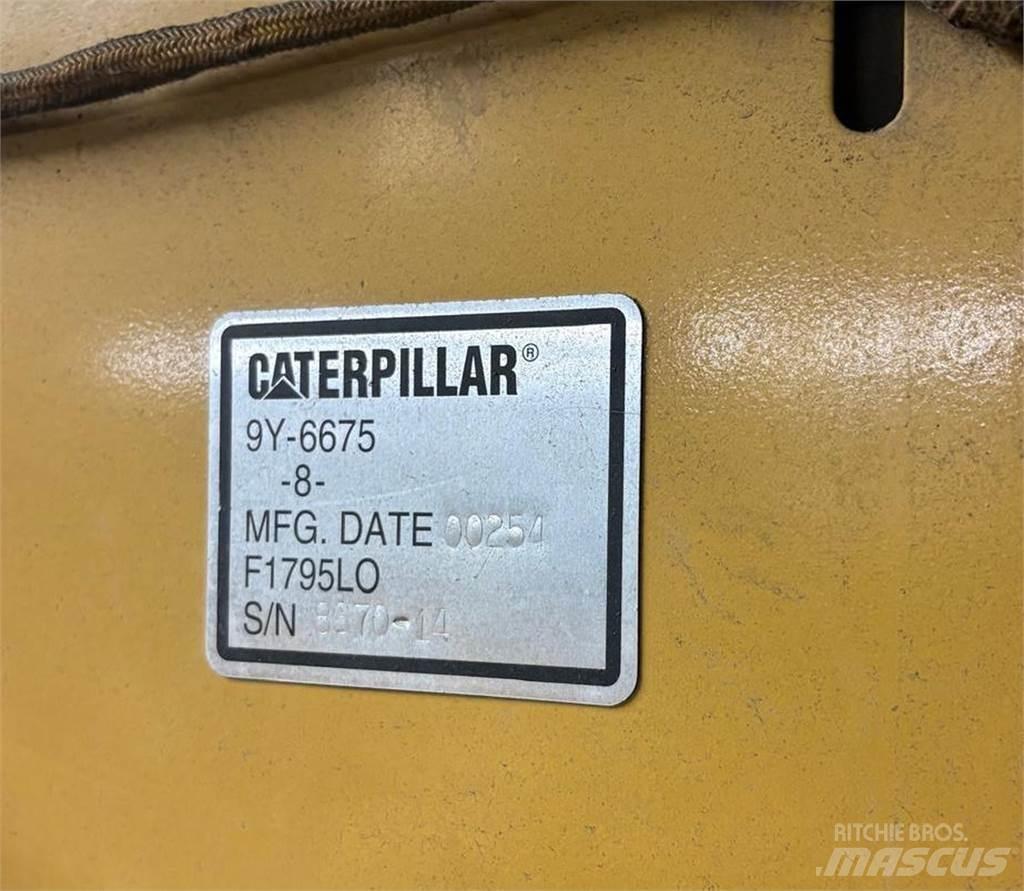 CATERPILLAR®
9Y-6675
-8-
MFG. DATE 00254
F1795LO
S/N
RITCHIE BROS.
MASCUS